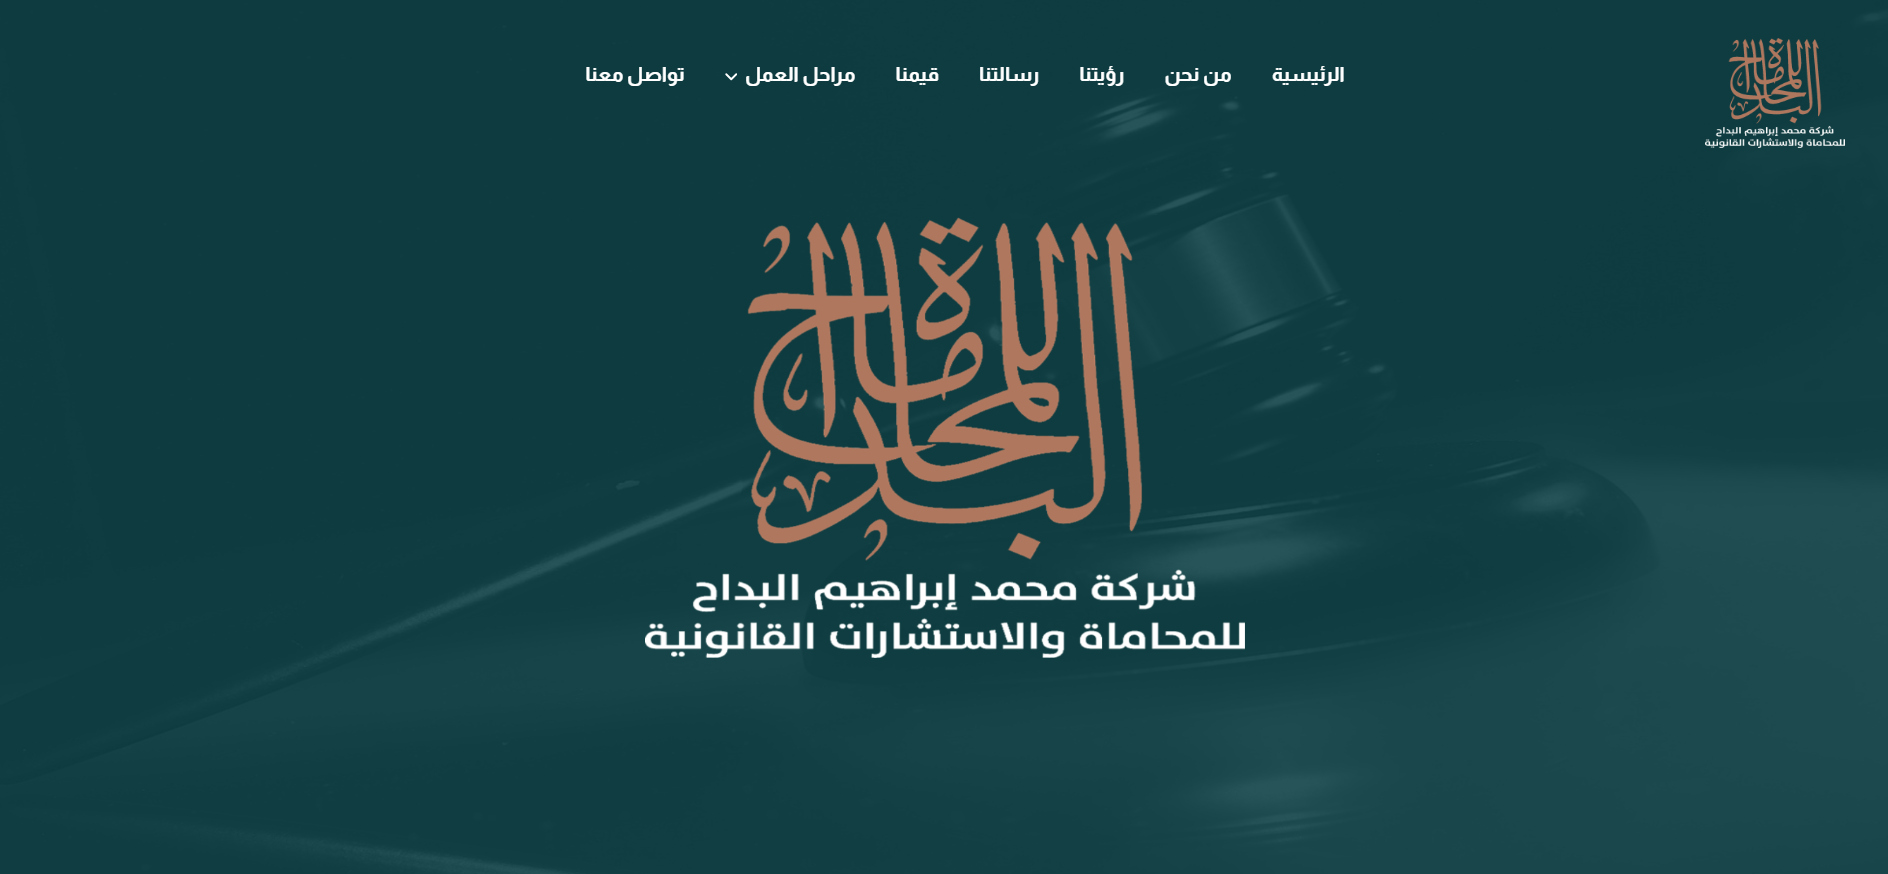 الرئيسية
من نحن
رؤيتنا
رسالتنا
قيمنا
مراحل العمل
تواصل معنا
البداح للمحاماة
شركة محمد إبراهيم البداح
للمحاماة والاستشارات القانونية
البداح للمحاماة
شركة محمد إبراهيم البداح
للمحاماة والاستشارات القانونية